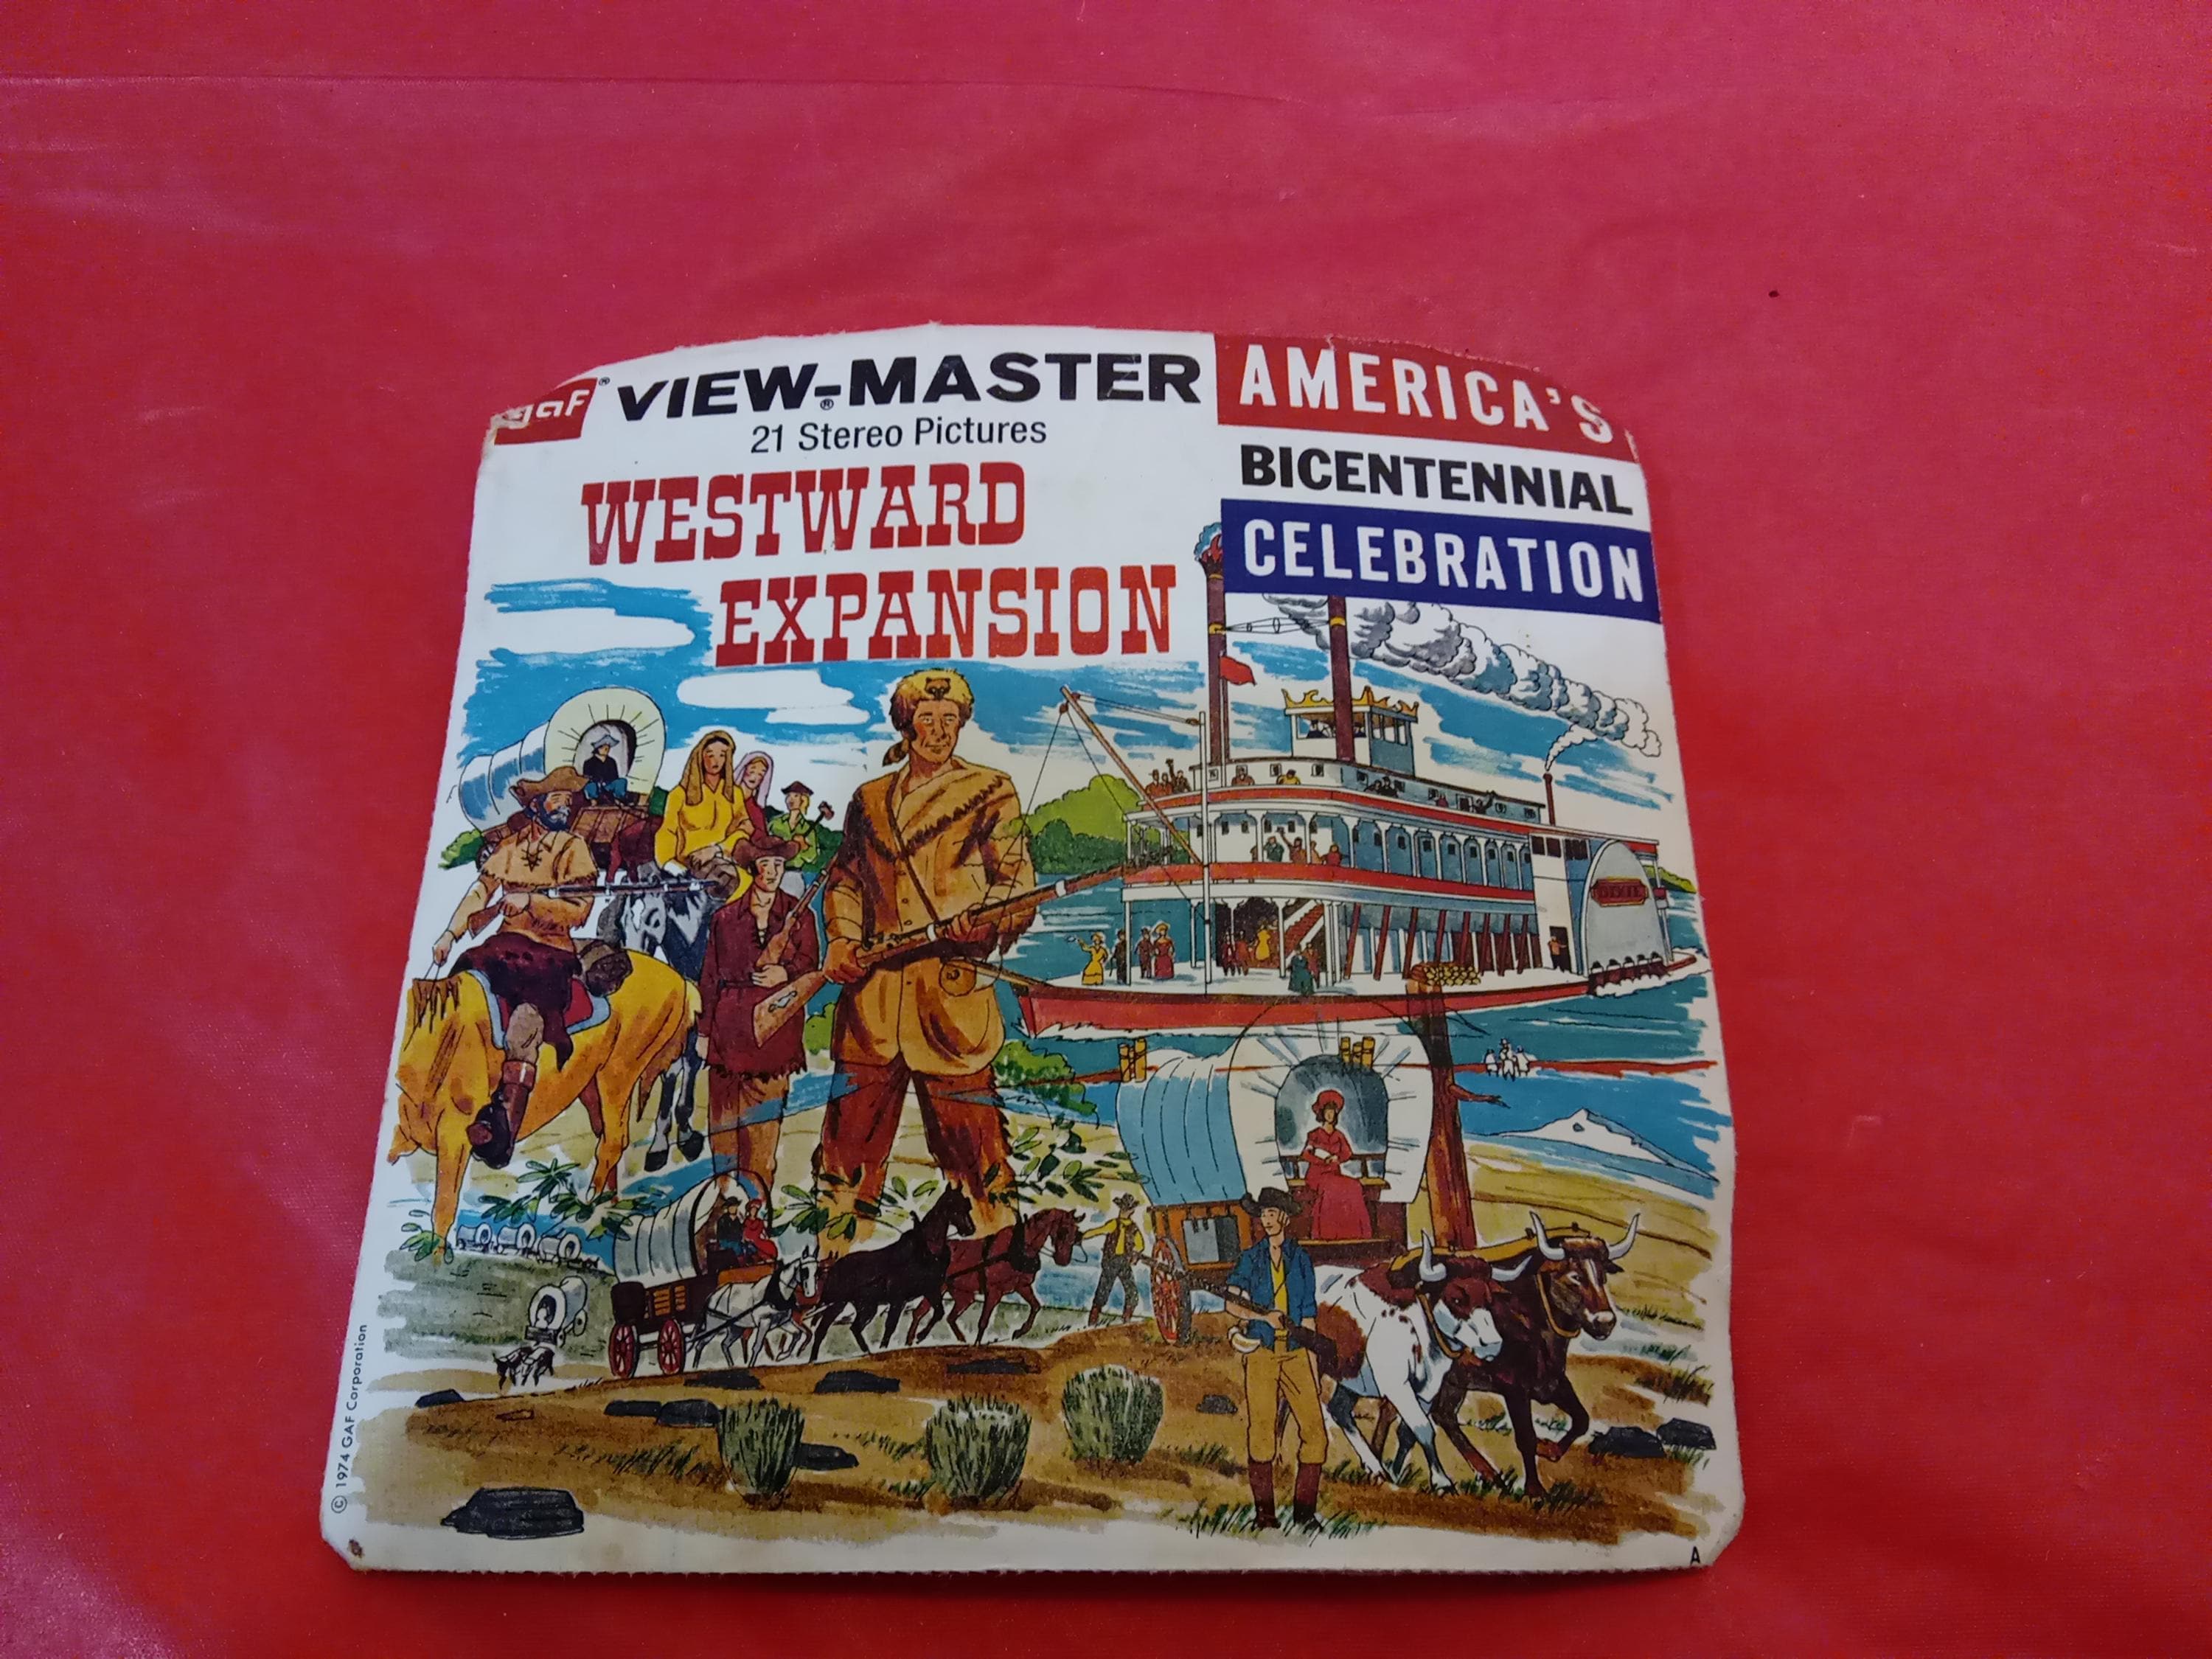 gaf® VIEW-MASTER®
21 Stereo Pictures
WESTWARD
EXPANSION
AMERICA'S
BICENTENNIAL
CELEBRATION
© 1974 GAF Corporation
A